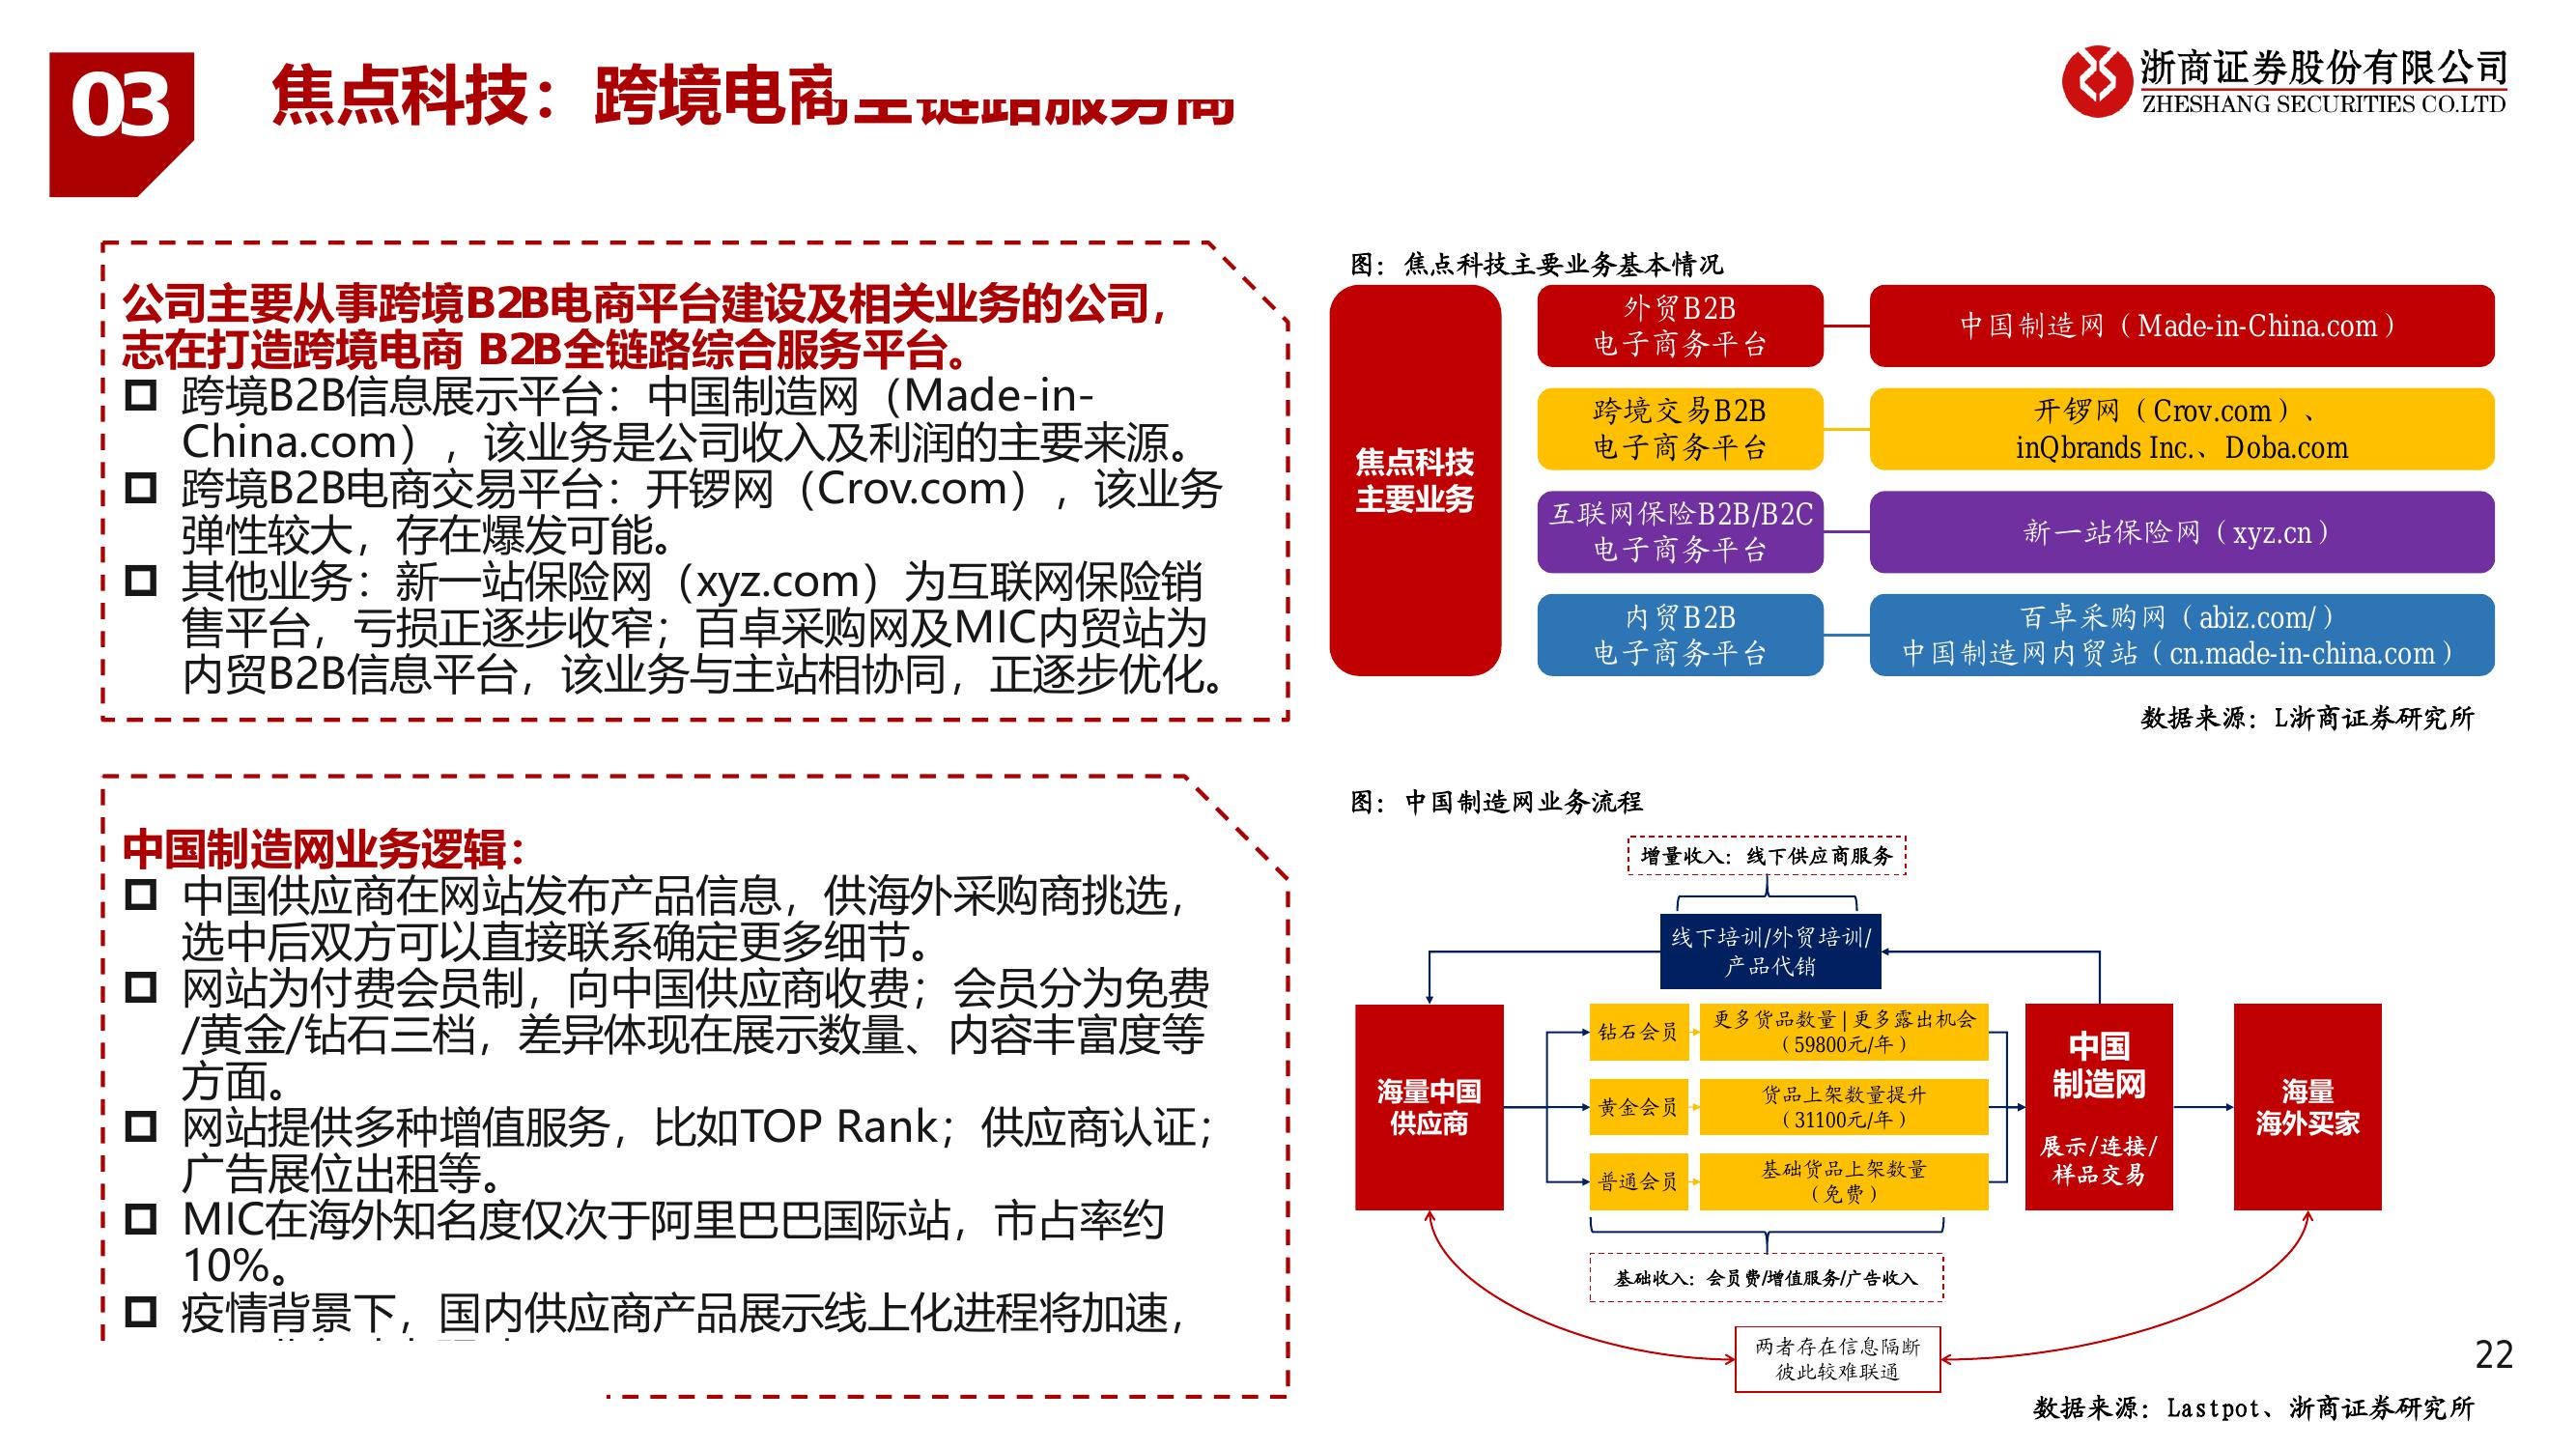 03
焦点科技：跨境电商全链路服务商
浙商证券股份有限公司
ZHESHANG SECURITIES CO.LTD
公司主要从事跨境B2B电商平台建设及相关业务的公司，
志在打造跨境电商 B2B全链路综合服务平台。
跨境B2B信息展示平台：中国制造网（Made-in-
China.com），该业务是公司收入及利润的主要来源。
跨境B2B电商交易平台：开锣网（Crov.com），该业务
弹性较大，存在爆发可能。
其他业务：新一站保险网（xyz.com）为互联网保险销
售平台，亏损正逐步收窄；百卓采购网及MIC内贸站为
内贸B2B信息平台，该业务与主站相协同，正逐步优化。
图：焦点科技主要业务基本情况
焦点科技
主要业务
外贸B2B
电子商务平台
中国制造网（Made-in-China.com）
跨境交易B2B
电子商务平台
开锣网（Crov.com）、
inQbrands Inc.、Doba.com
互联网保险B2B/B2C
电子商务平台
新一站保险网（xyz.cn）
内贸B2B
电子商务平台
百卓采购网（abiz.com/）
中国制造网内贸站（cn.made-in-china.com）
数据来源：L浙商证券研究所
中国制造网业务逻辑：
中国供应商在网站发布产品信息，供海外采购商挑选，
选中后双方可以直接联系确定更多细节。
网站为付费会员制，向中国供应商收费；会员分为免费
/黄金/钻石三档，差异体现在展示数量、内容丰富度等
方面。
网站提供多种增值服务，比如TOP Rank；供应商认证；
广告展位出租等。
MIC在海外知名度仅次于阿里巴巴国际站，市占率约
10%。
疫情背景下，国内供应商产品展示线上化进程将加速，
图：中国制造网业务流程
增量收入：线下供应商服务
线下培训/外贸培训/
产品代销
海量中国
供应商
钻石会员
更多货品数量|更多露出机会
（59800元/年）
黄金会员
货品上架数量提升
（31100元/年）
普通会员
基础货品上架数量
（免费）
中国
制造网
展示/连接/
样品交易
海量
海外买家
基础收入：会员费/增值服务/广告收入
两者存在信息隔断
彼此较难联通
22
数据来源：Lastpot、浙商证券研究所